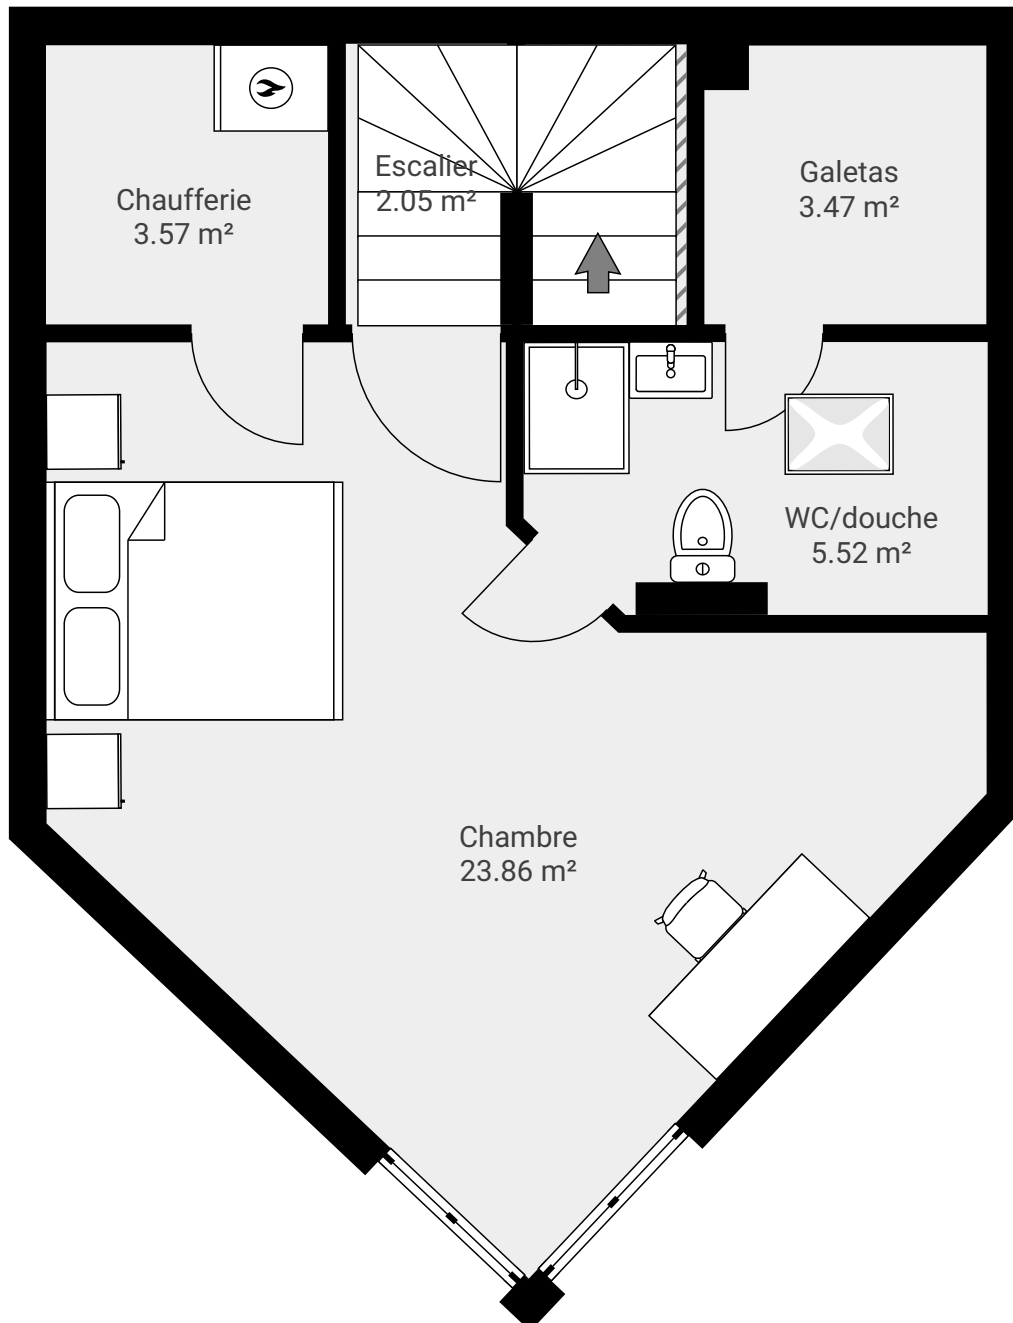 Escalier
2.05 m²
Galetas
3.47 m²
Chaufferie
3.57 m²
WC/douche
5.52 m²
Chambre
23.86 m²